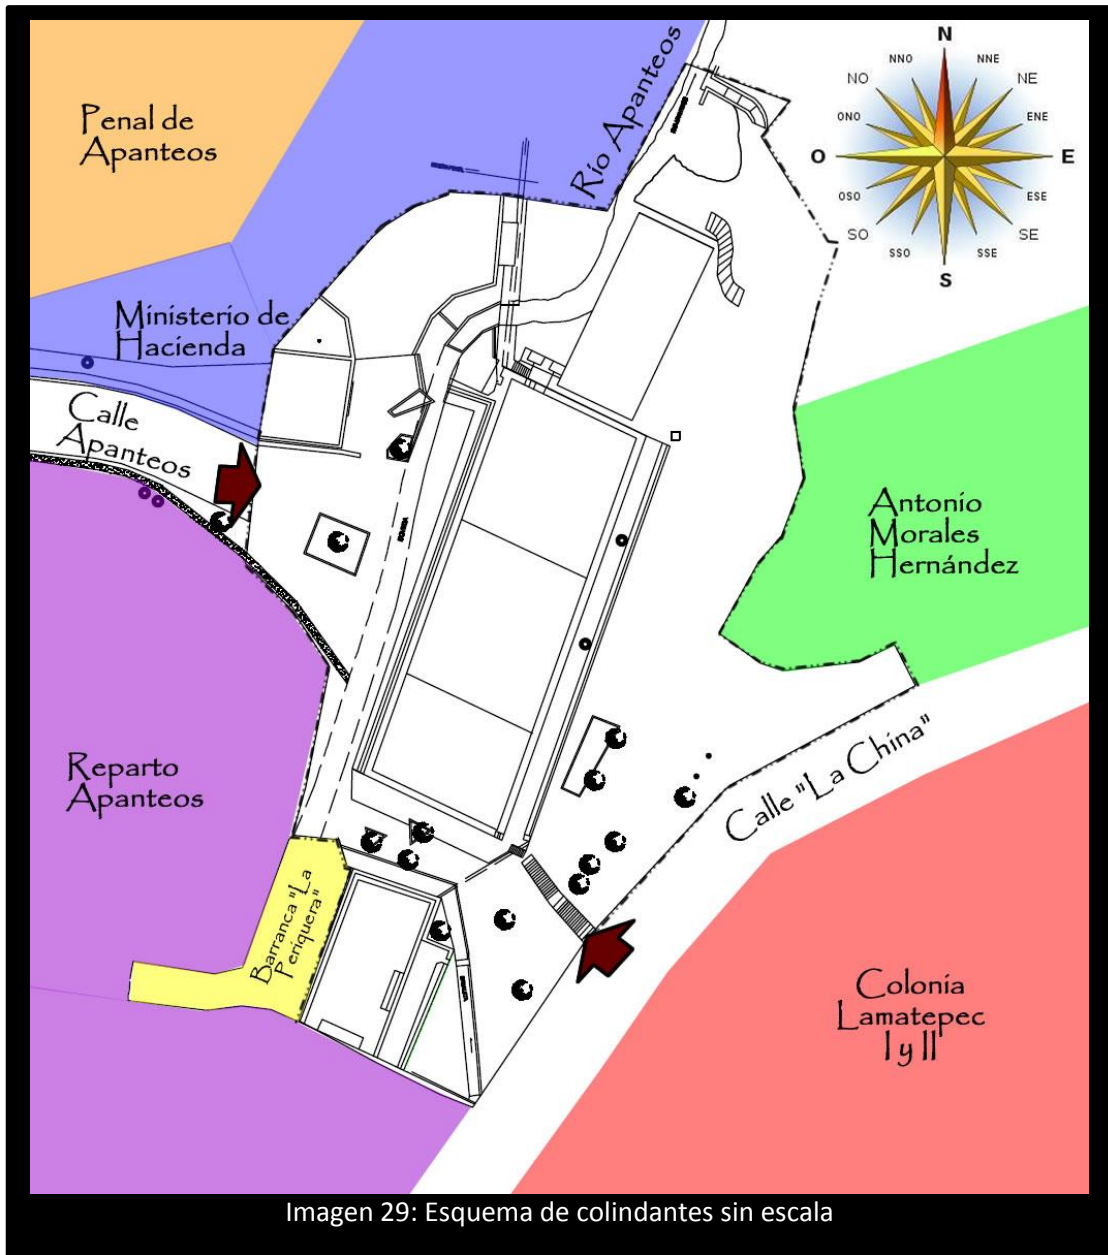 N
NNO
NNE
NO
NE
ONO
ENE
O
E
OSO
ESE
SO
SE
SSO
SSE
S
Penal de
Apanteos
Río Apanteos
Ministerio de
Hacienda
Calle
Apanteos
Antonio
Morales
Hernández
Reparto
Apanteos
Calle "La China"
Barranca "La
Periquera"
Colonia
Lamatepec
I y II
Imagen 29: Esquema de colindantes sin escala